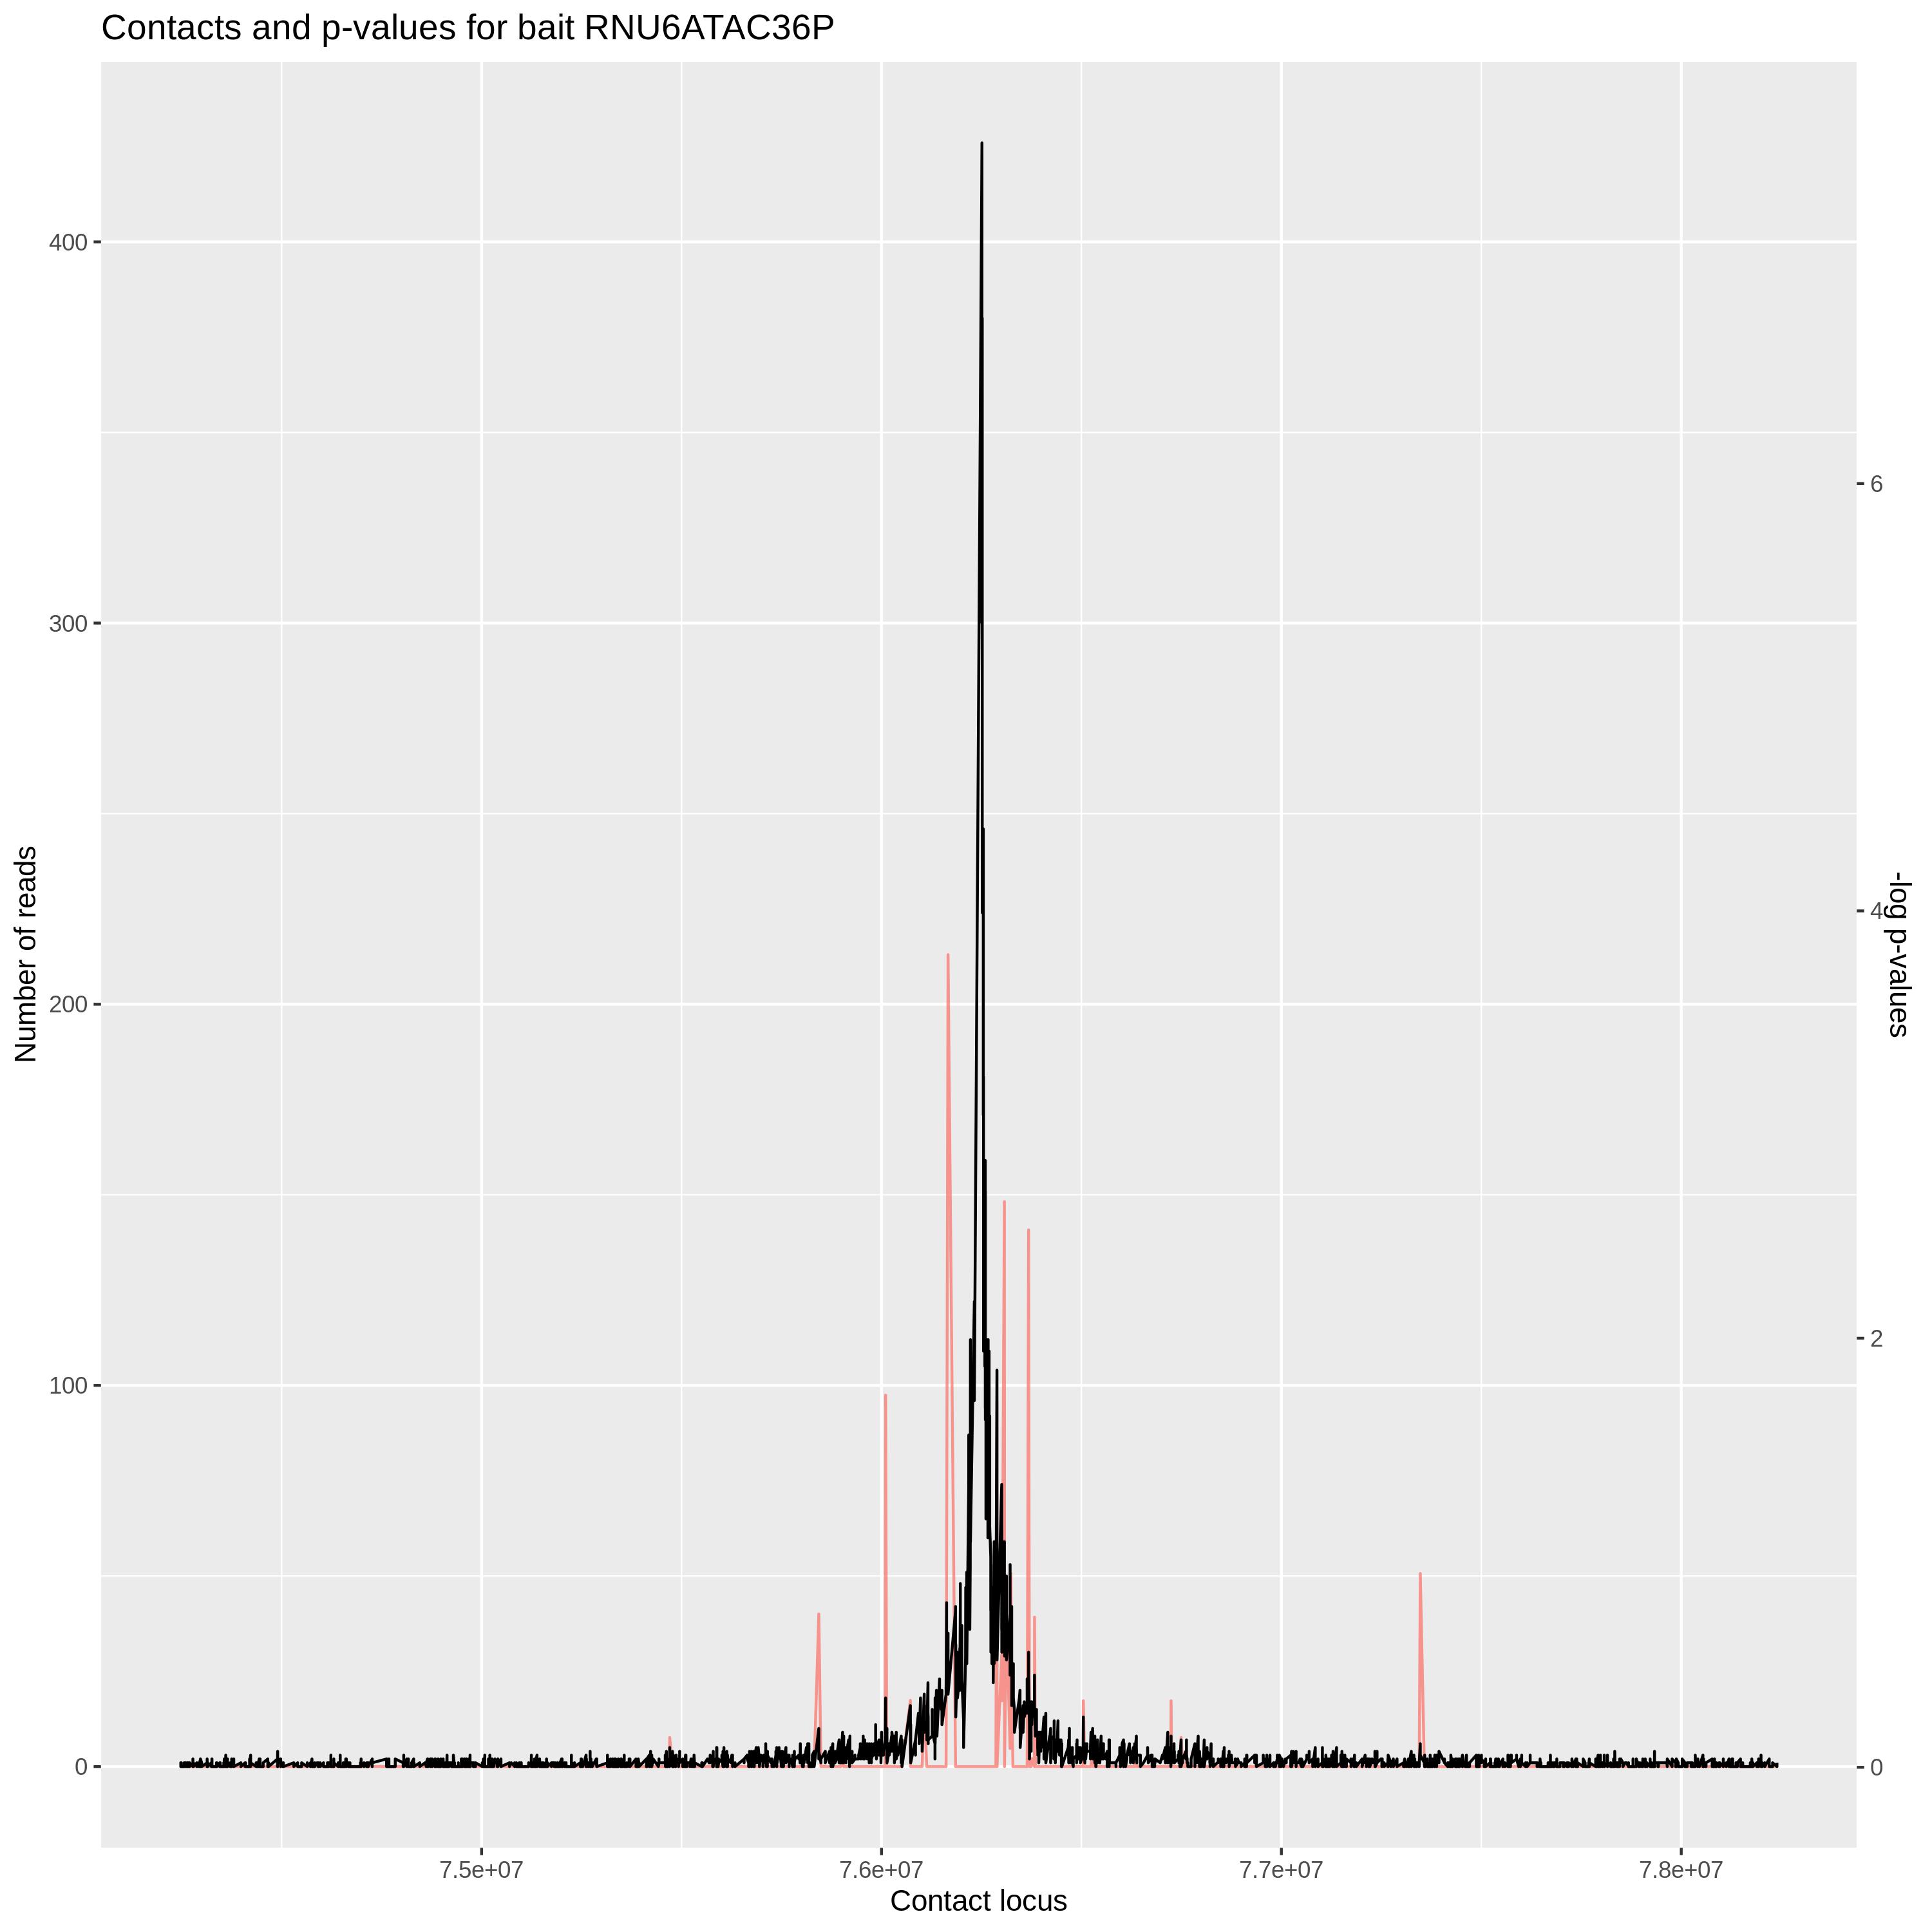 Contacts and p-values for bait RNU6ATAC36P
400
300
200
100
0
Number of reads
6
4
2
0
-log p-values
7.5e+07
7.6e+07
7.7e+07
7.8e+07
Contact locus